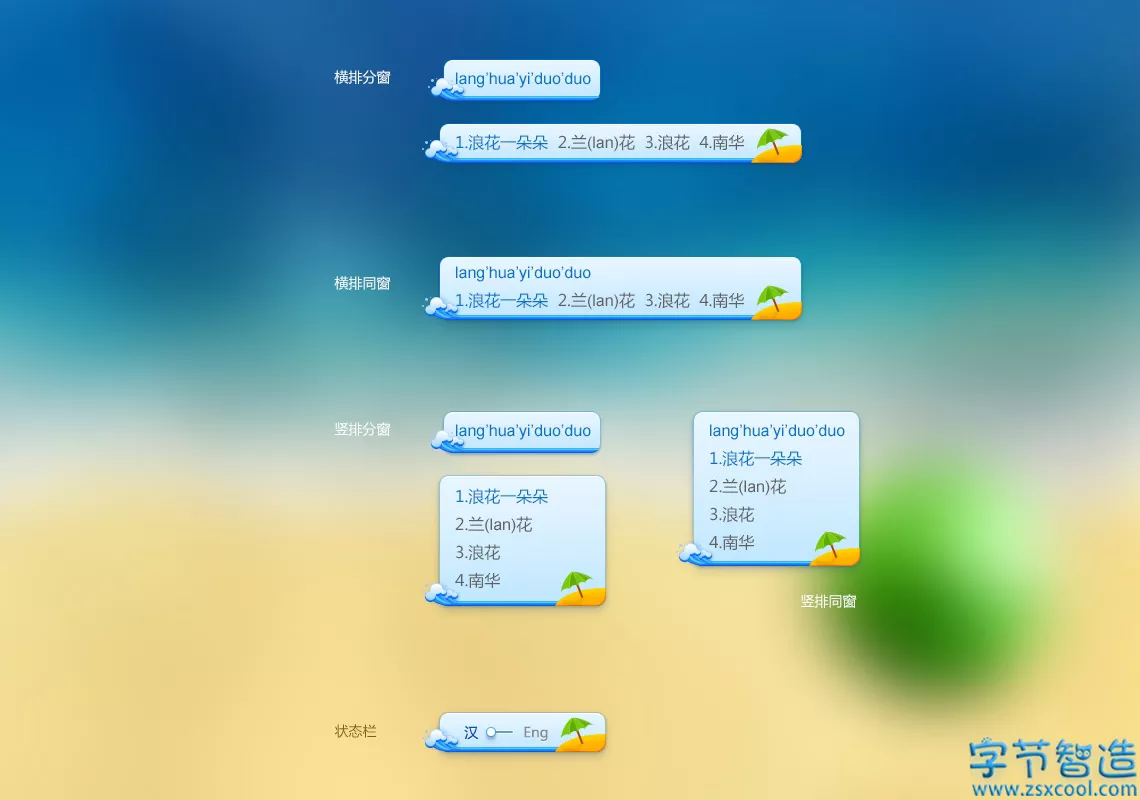 横排分窗
lang'hua'yi'duo'duo
1.浪花一朵朵 2.兰(lan)花 3.浪花 4.南华
横排同窗
lang'hua'yi'duo'duo
1.浪花一朵朵 2.兰(lan)花 3.浪花 4.南华
竖排分窗
lang'hua'yi'duo'duo
1.浪花一朵朵
2.兰(lan)花
3.浪花
4.南华
lang'hua'yi'duo'duo
1.浪花一朵朵
2.兰(lan)花
3.浪花
4.南华
竖排同窗
状态栏
汉 Eng
字节智造
www.zsxcool.com